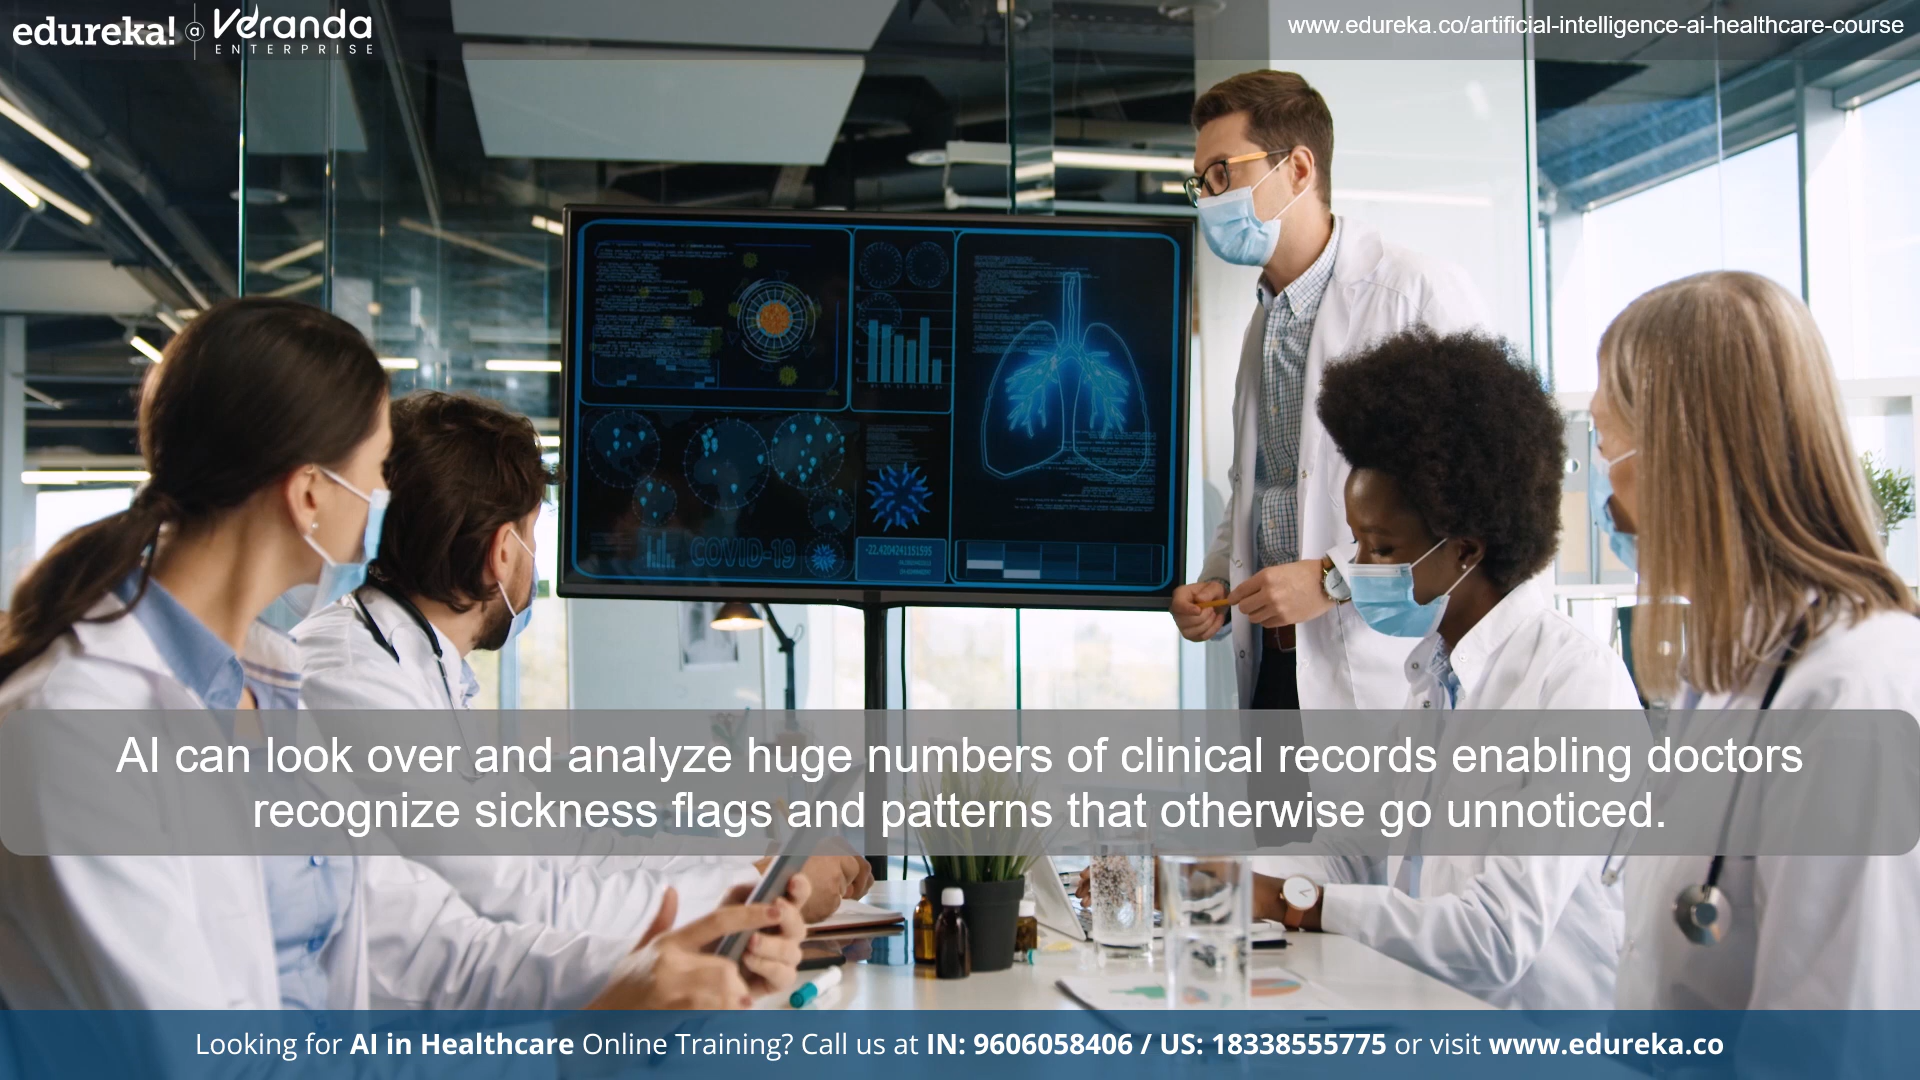 edureka! @ Veranda
ENTERPRISE
www.edureka.co/artificial-intelligence-ai-healthcare-course
COVID-19
-22.4204241151595
AI can look over and analyze huge numbers of clinical records enabling doctors
recognize sickness flags and patterns that otherwise go unnoticed.
Looking for AI in Healthcare Online Training? Call us at IN: 9606058406 / US: 18338555775 or visit www.edureka.co